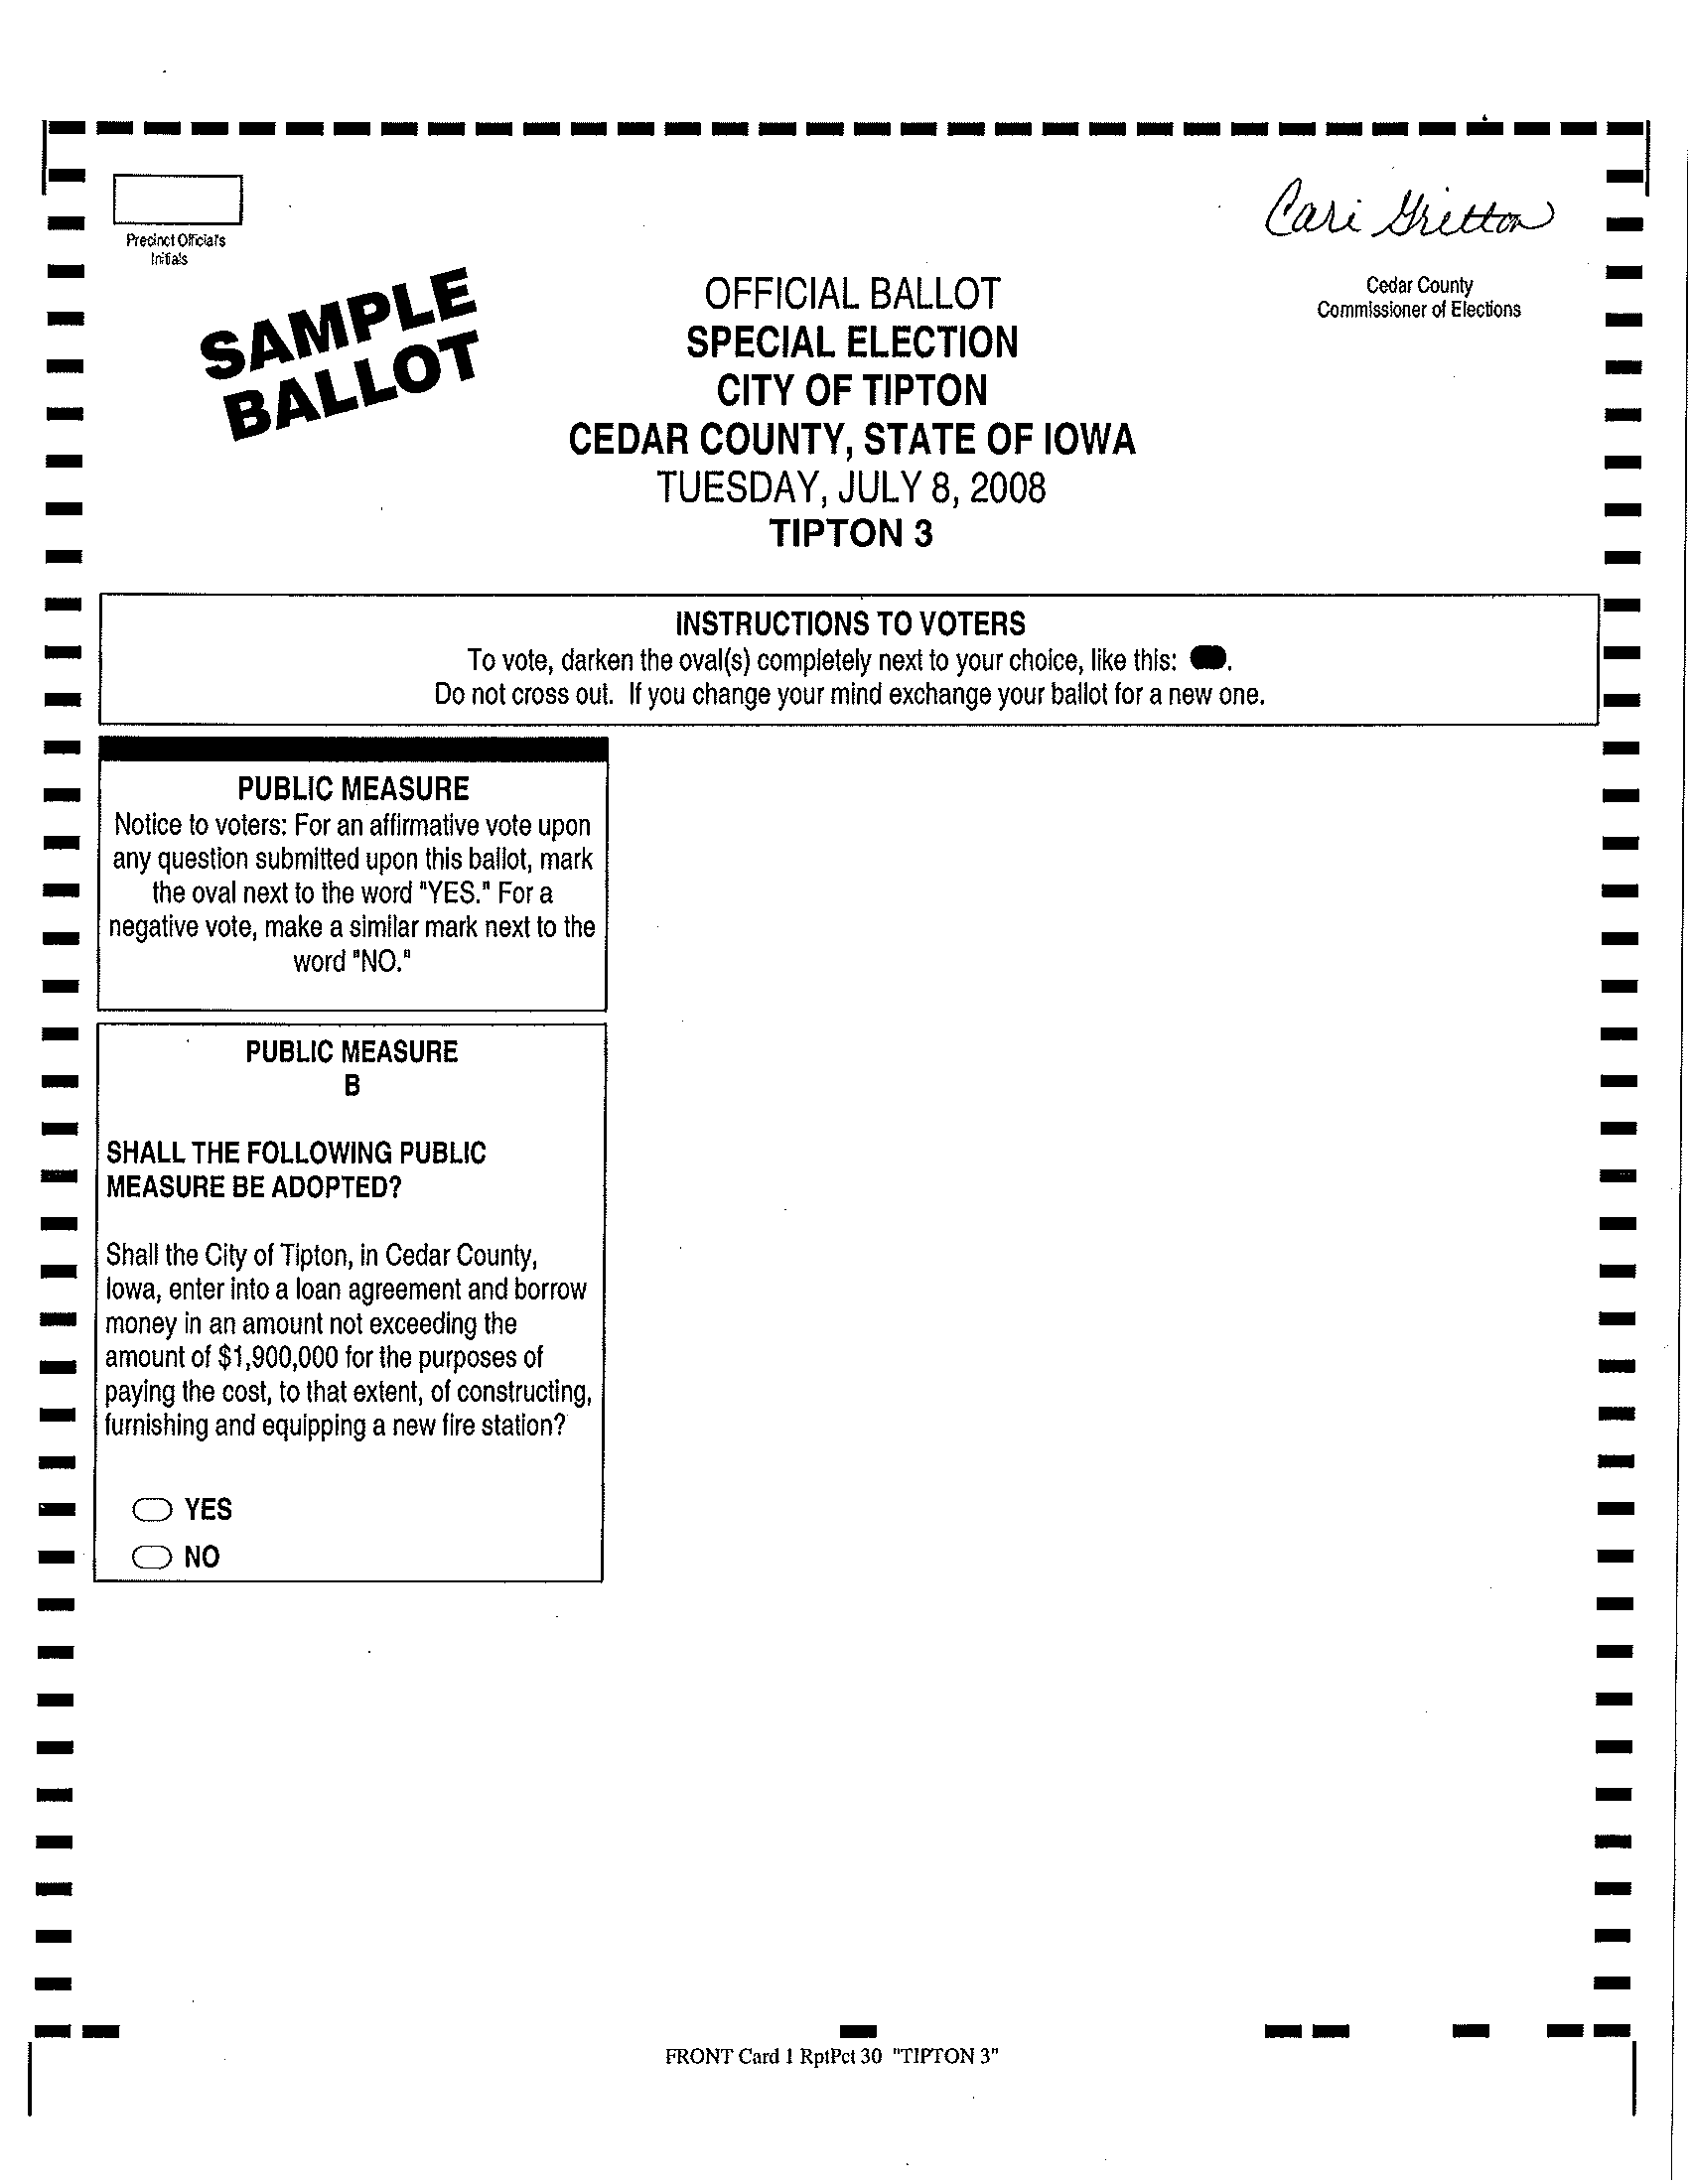 Precinct Official's
Initials
SAMPLE
BALLOT
Cari Gritton
Cedar County
Commissioner of Elections
OFFICIAL BALLOT
SPECIAL ELECTION
CITY OF TIPTON
CEDAR COUNTY, STATE OF IOWA
TUESDAY, JULY 8, 2008
TIPTON 3
INSTRUCTIONS TO VOTERS
To vote, darken the oval(s) completely next to your choice, like this: .
Do not cross out. If you change your mind exchange your ballot for a new one.
PUBLIC MEASURE
Notice to voters: For an affirmative vote upon
any question submitted upon this ballot, mark
the oval next to the word "YES." For a
negative vote, make a similar mark next to the
word "NO."
PUBLIC MEASURE
B
SHALL THE FOLLOWING PUBLIC
MEASURE BE ADOPTED?
Shall the City of Tipton, in Cedar County,
Iowa, enter into a loan agreement and borrow
money in an amount not exceeding the
amount of $1,900,000 for the purposes of
paying the cost, to that extent, of constructing,
furnishing and equipping a new fire station?
YES
NO
FRONT Card 1 RptPct 30 "TIPTON 3"